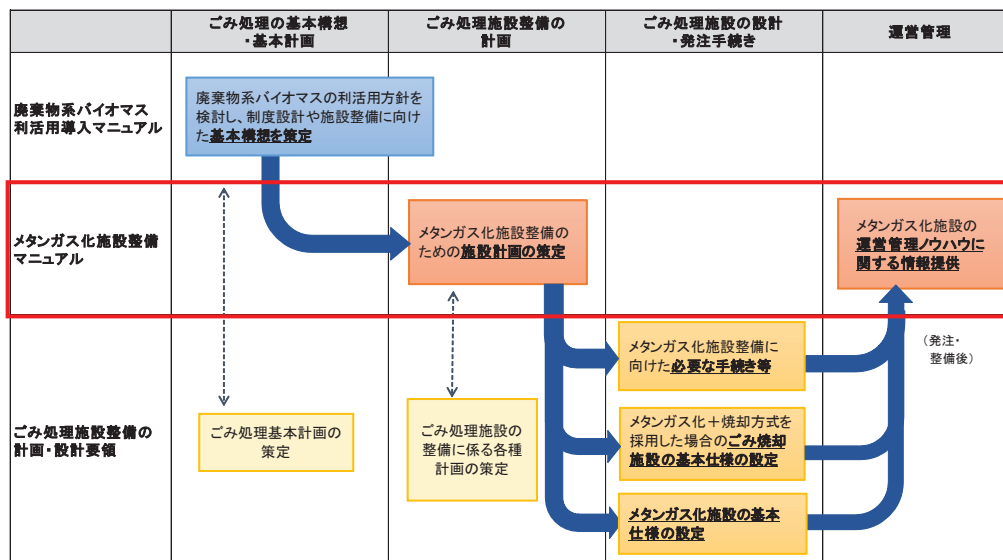 ごみ処理の基本構想
・基本計画
ごみ処理施設整備の
計画
ごみ処理施設の設計
・発注手続き
運営管理
廃棄物系バイオマス
利活用導入マニュアル
廃棄物系バイオマスの利活用方針を
検討し、制度設計や施設整備に向け
た基本構想を策定
メタンガス化施設整備
マニュアル
メタンガス化施設整備の
ための施設計画の策定
メタンガス化施設の
運営管理ノウハウに
関する情報提供
ごみ処理施設整備の
計画・設計要領
ごみ処理基本計画の
策定
ごみ処理施設の
整備に係る各種
計画の策定
メタンガス化施設整備に
向けた必要な手続き等
メタンガス化＋焼却方式を
採用した場合のごみ焼却
施設の基本仕様の設定
メタンガス化施設の基本
仕様の設定
（発注・
整備後）